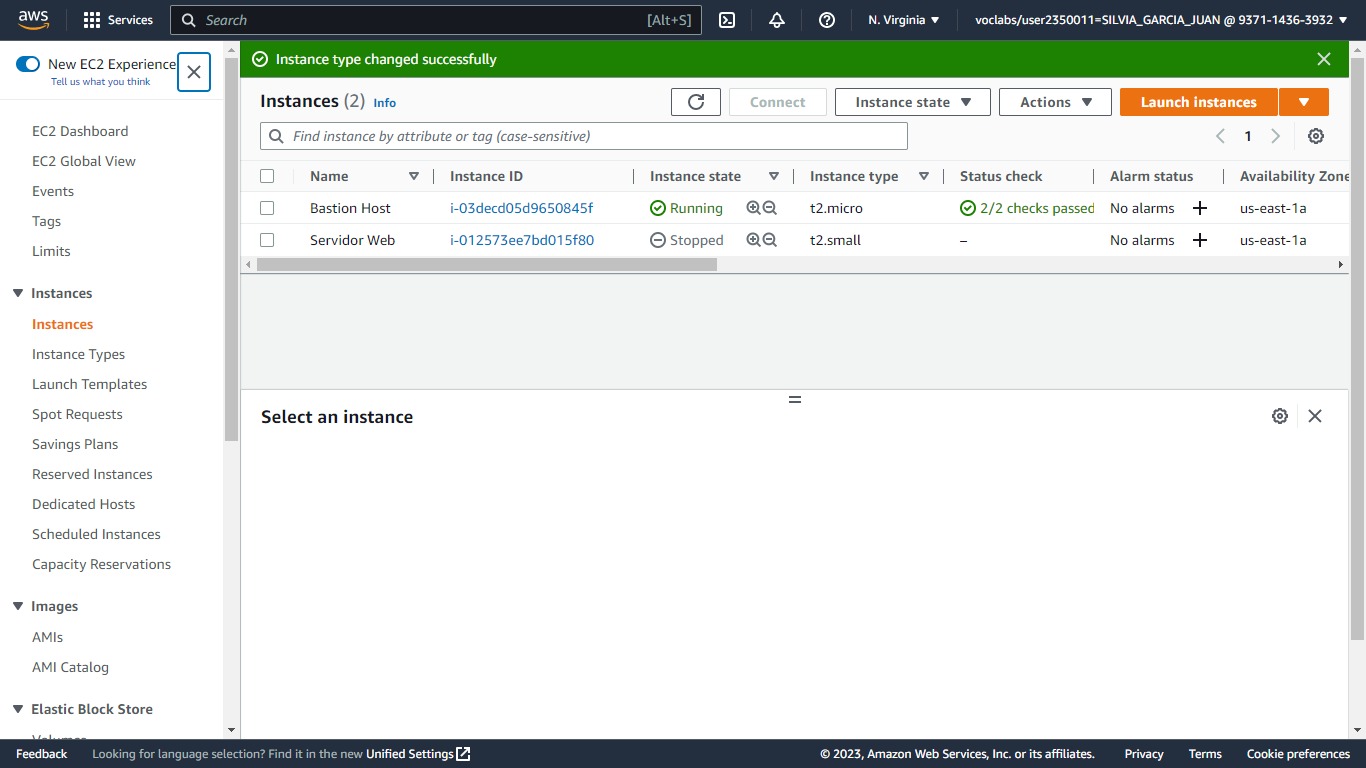 aws Services Search [Alt+S] N. Virginia voclabs/user2350011=SILVIA_GARCIA_JUAN @ 9371-1436-3932
New EC2 Experience
Tell us what you think
EC2 Dashboard
EC2 Global View
Events
Tags
Limits
Instances
Instances
Instance Types
Launch Templates
Spot Requests
Savings Plans
Reserved Instances
Dedicated Hosts
Scheduled Instances
Capacity Reservations
Images
AMIs
AMI Catalog
Elastic Block Store
Volumes
Instance type changed successfully
Instances (2) Info Connect Instance state Actions Launch instances
Find instance by attribute or tag (case-sensitive) 1
Name Instance ID Instance state Instance type Status check Alarm status Availability Zone
Bastion Host i-03decd05d9650845f Running t2.micro 2/2 checks passed No alarms + us-east-1a
Servidor Web i-012573ee7bd015f80 Stopped t2.small – No alarms + us-east-1a
Select an instance
Feedback Looking for language selection? Find it in the new Unified Settings © 2023, Amazon Web Services, Inc. or its affiliates. Privacy Terms Cookie preferences